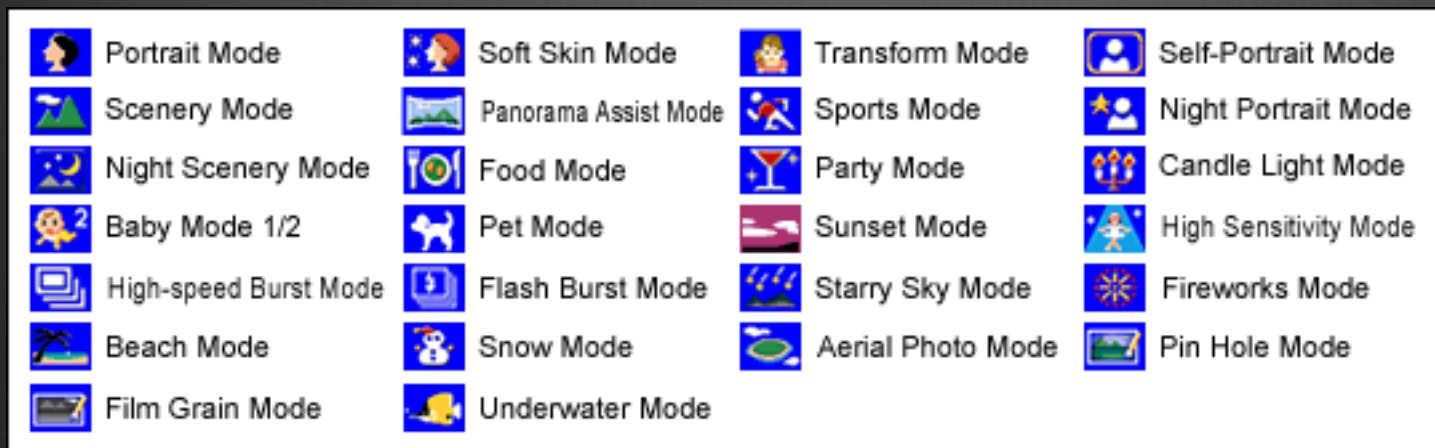 Portrait Mode
Soft Skin Mode
Transform Mode
Self-Portrait Mode
Scenery Mode
Panorama Assist Mode
Sports Mode
Night Portrait Mode
Night Scenery Mode
Food Mode
Party Mode
Candle Light Mode
2
Baby Mode 1/2
Pet Mode
Sunset Mode
High Sensitivity Mode
High-speed Burst Mode
Flash Burst Mode
Starry Sky Mode
Fireworks Mode
Beach Mode
Snow Mode
Aerial Photo Mode
Pin Hole Mode
Film Grain Mode
Underwater Mode